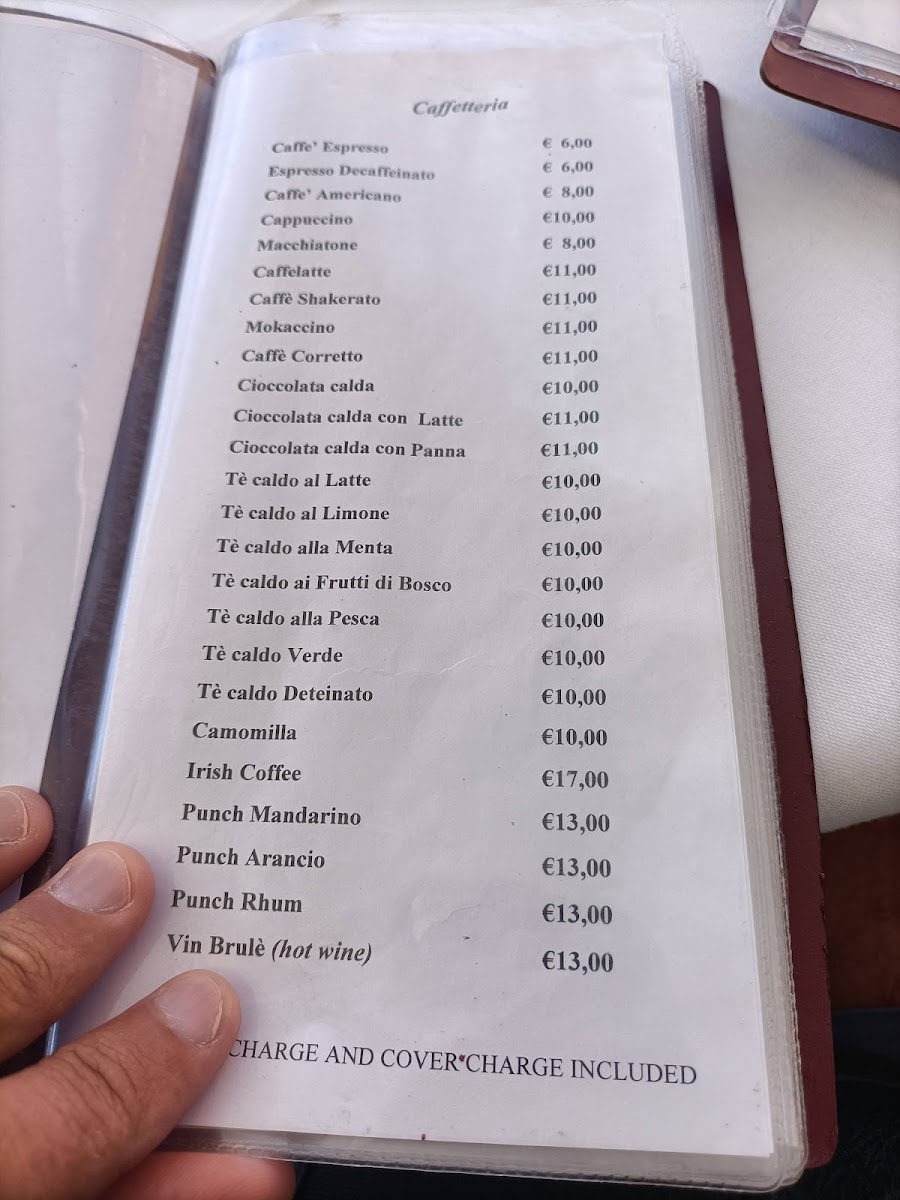 Caffetteria
Caffe' Espresso € 6,00
Espresso Decaffeinato € 6,00
Caffe' Americano € 8,00
Cappuccino €10,00
Macchiatone € 8,00
Caffelatte €11,00
Caffè Shakerato €11,00
Mokaccino €11,00
Caffè Corretto €11,00
Cioccolata calda €10,00
Cioccolata calda con Latte €11,00
Cioccolata calda con Panna €11,00
Tè caldo al Latte €10,00
Tè caldo al Limone €10,00
Tè caldo alla Menta €10,00
Tè caldo ai Frutti di Bosco €10,00
Tè caldo alla Pesca €10,00
Tè caldo Verde €10,00
Tè caldo Deteinato €10,00
Camomilla €10,00
Irish Coffee €17,00
Punch Mandarino €13,00
Punch Arancio €13,00
Punch Rhum €13,00
Vin Brulè (hot wine) €13,00
CHARGE AND COVER CHARGE INCLUDED